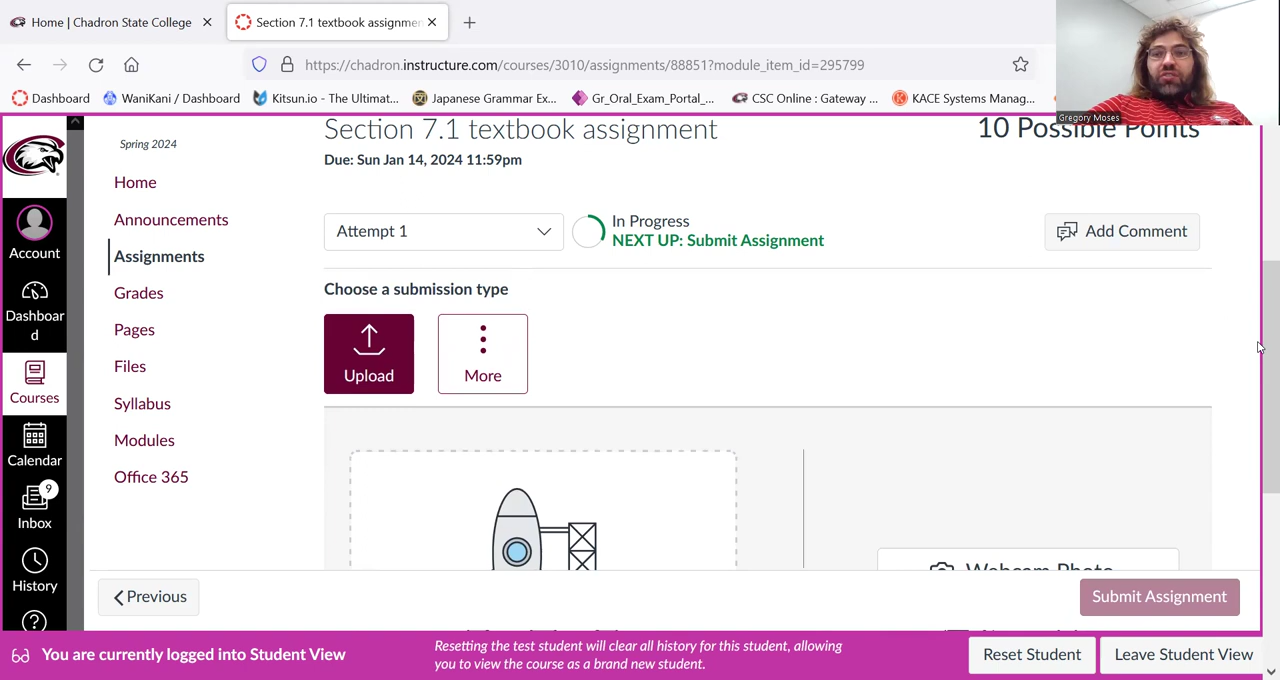 Home | Chadron State College
Section 7.1 textbook assignme
https://chadron.instructure.com/courses/3010/assignments/88851?module_item_id=295799
Dashboard
WaniKani / Dashboard
Kitsun.io - The Ultimat...
Japanese Grammar Ex...
Gr_Oral_Exam_Portal_...
CSC Online : Gateway ...
KACE Systems Manag...
Gregory Moses
Section 7.1 textbook assignment
10 Possible Points
Due: Sun Jan 14, 2024 11:59pm
Spring 2024
Home
Announcements
Assignments
Grades
Pages
Files
Syllabus
Modules
Office 365
Account
Dashboar
d
Courses
Calendar
9
Inbox
History
Attempt 1
In Progress
NEXT UP: Submit Assignment
Add Comment
Choose a submission type
Upload
More
Webcam Photo
Previous
Submit Assignment
You are currently logged into Student View
Resetting the test student will clear all history for this student, allowing
you to view the course as a brand new student.
Reset Student
Leave Student View